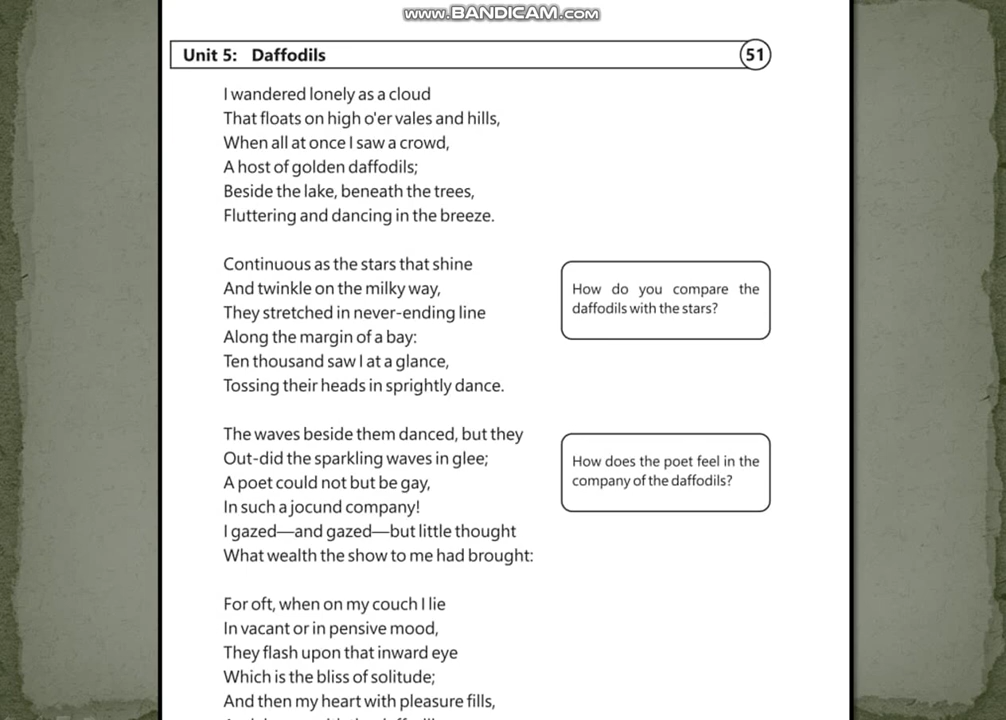 www.BANDICAM.com
Unit 5: Daffodils
51
I wandered lonely as a cloud
That floats on high o'er vales and hills,
When all at once I saw a crowd,
A host of golden daffodils;
Beside the lake, beneath the trees,
Fluttering and dancing in the breeze.
Continuous as the stars that shine
And twinkle on the milky way,
They stretched in never-ending line
Along the margin of a bay:
Ten thousand saw I at a glance,
Tossing their heads in sprightly dance.
How do you compare the
daffodils with the stars?
The waves beside them danced, but they
Out-did the sparkling waves in glee;
A poet could not but be gay,
In such a jocund company!
I gazed—and gazed—but little thought
What wealth the show to me had brought:
How does the poet feel in the
company of the daffodils?
For oft, when on my couch I lie
In vacant or in pensive mood,
They flash upon that inward eye
Which is the bliss of solitude;
And then my heart with pleasure fills,